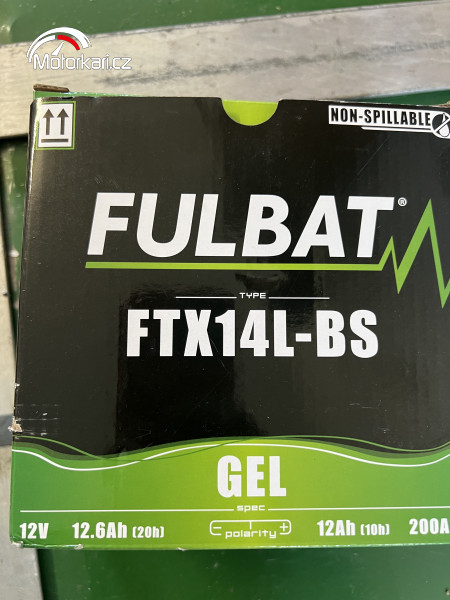 Motorkari.cz
NON-SPILLABLE
FULBAT®
TYPE
FTX14L-BS
GEL
spec
12V 12.6Ah (20h) − polarity + 12Ah (10h) 200A